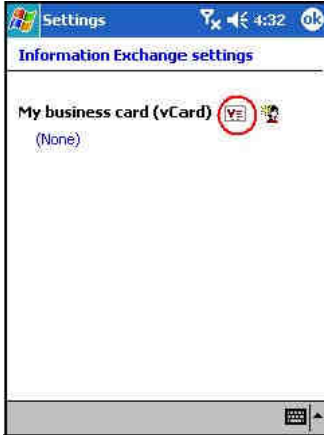 Settings 4:32 ok
Information Exchange settings
My business card (vCard)
(None)